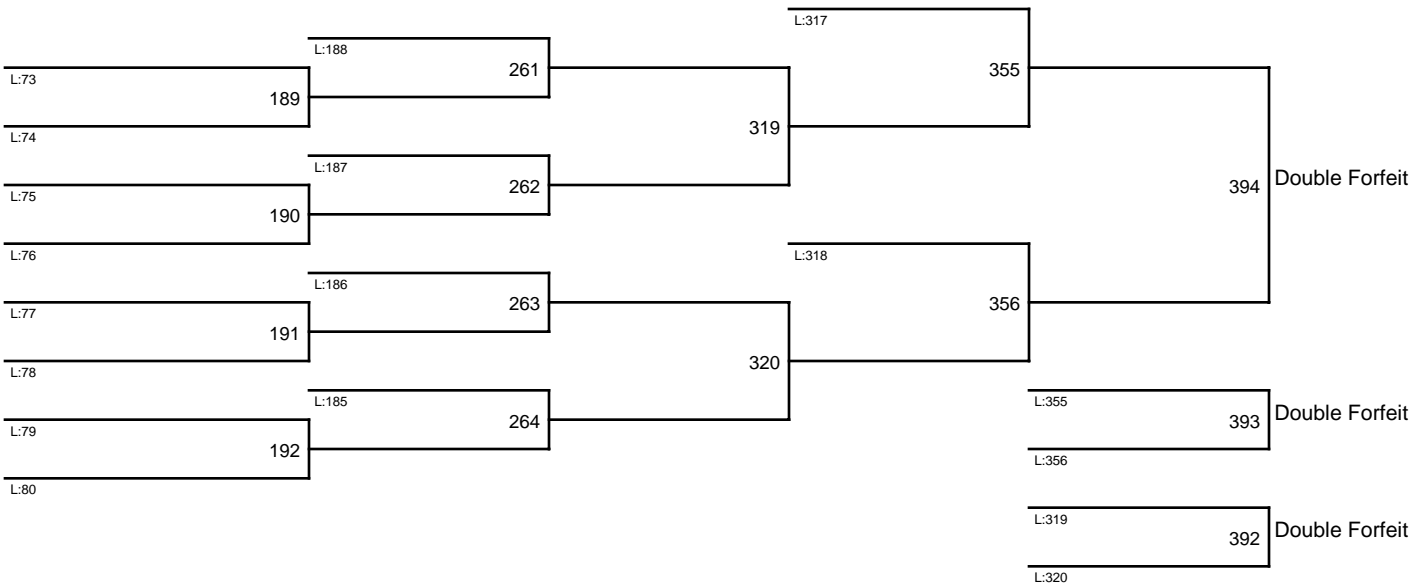 L:317
L:188
261
355
L:73
189
L:74
319
L:187
262
L:75
190
394 Double Forfeit
L:76
L:318
L:186
263
356
L:77
191
L:78
320
L:185
264
L:355
393 Double Forfeit
L:79
192
L:356
L:80
L:319
392 Double Forfeit
L:320